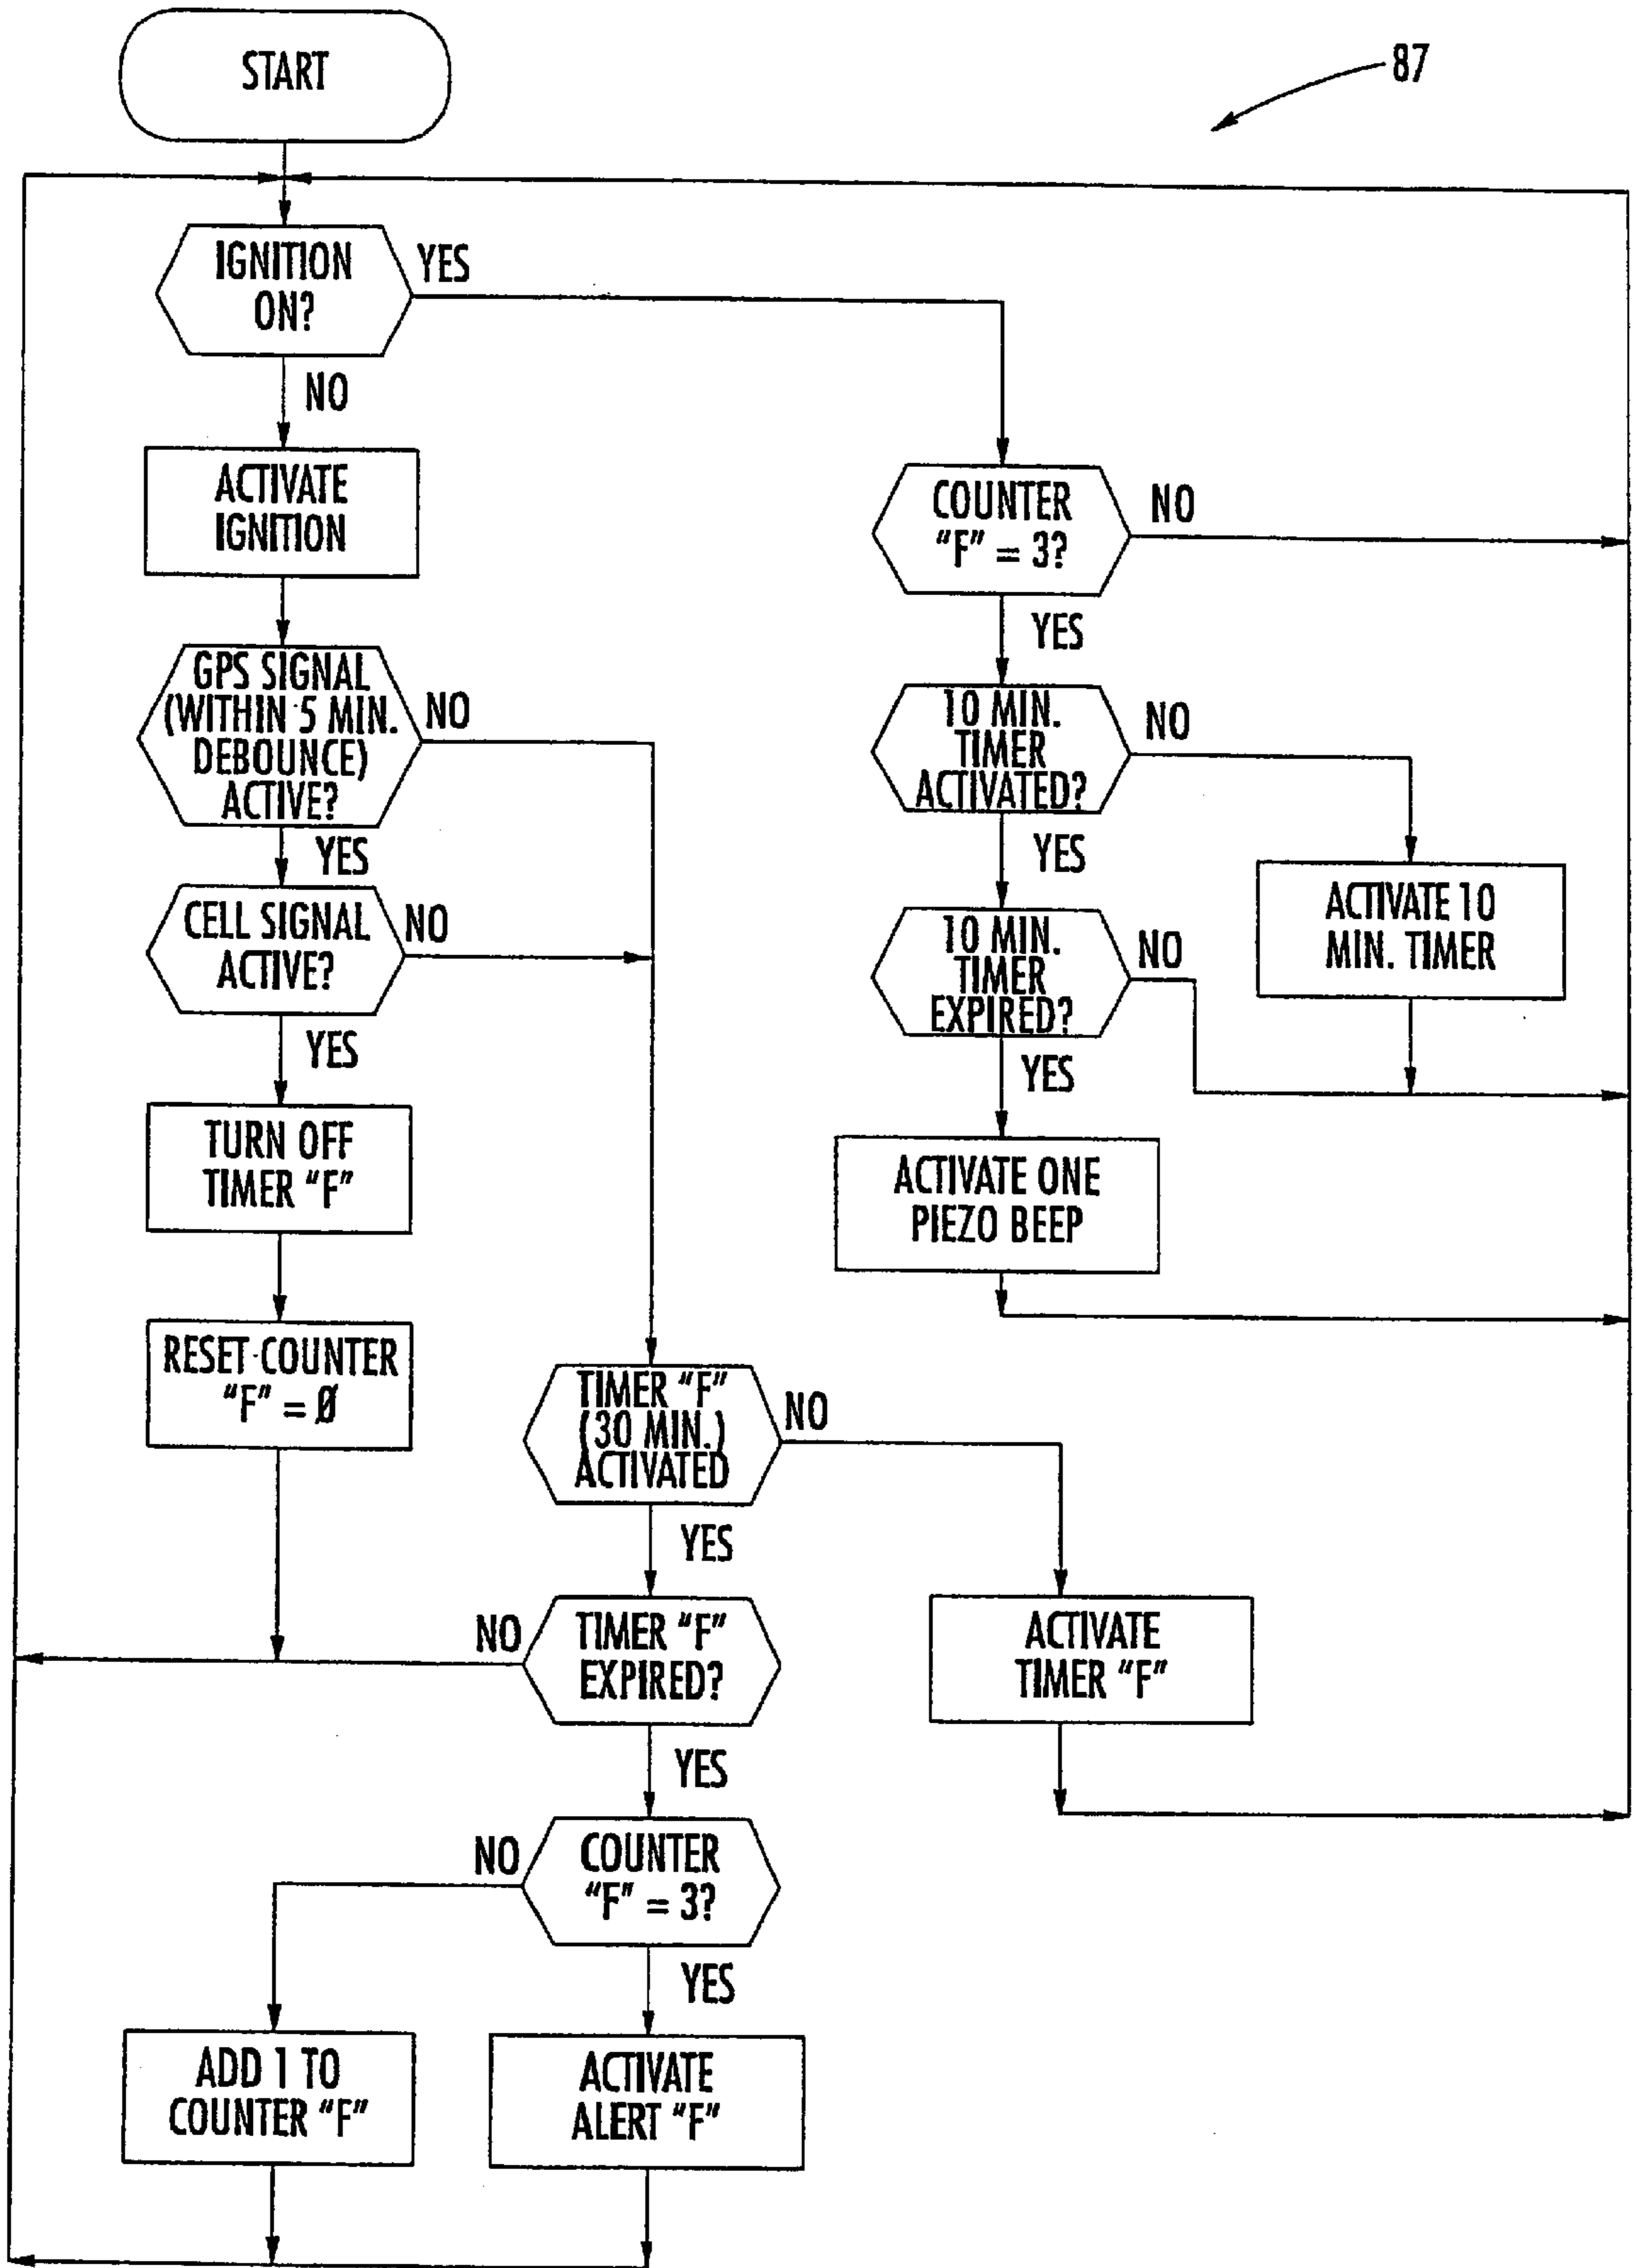 START
87
IGNITION
ON?
YES
NO
ACTIVATE
IGNITION
GPS SIGNAL
(WITHIN 5 MIN.
DEBOUNCE)
ACTIVE?
NO
YES
CELL SIGNAL
ACTIVE?
NO
YES
TURN OFF
TIMER "F"
RESET COUNTER
"F" = Ø
COUNTER
"F" = 3?
NO
YES
10 MIN.
TIMER
ACTIVATED?
NO
YES
ACTIVATE 10
MIN. TIMER
10 MIN.
TIMER
EXPIRED?
NO
YES
ACTIVATE ONE
PIEZO BEEP
TIMER "F"
(30 MIN.)
ACTIVATED
NO
YES
ACTIVATE
TIMER "F"
TIMER "F"
EXPIRED?
NO
YES
COUNTER
"F" = 3?
NO
YES
ADD 1 TO
COUNTER "F"
ACTIVATE
ALERT "F"